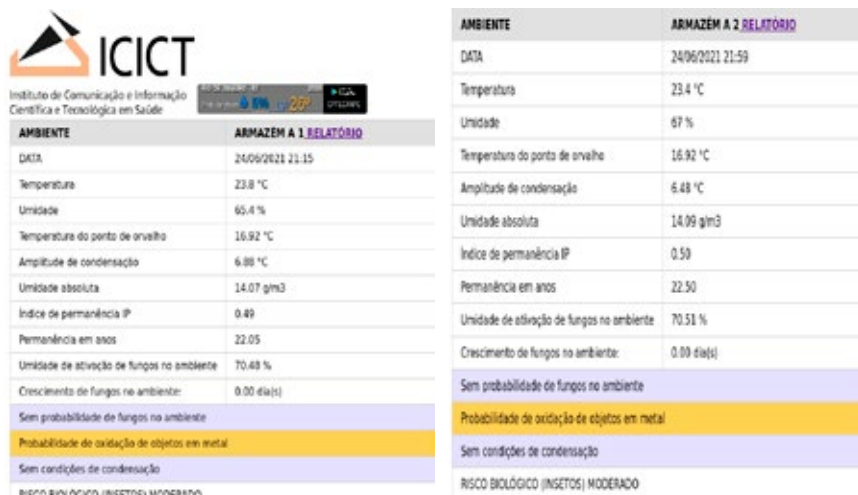 ICICT
Instituto de Comunicação e Informação
Científica e Tecnológica em Saúde
AMBIENTE ARMAZÉM A 1 RELATÓRIO
DATA 24/06/2021 21:15
Temperatura 23.8 °C
Umidade 65.4 %
Temperatura do ponto de orvalho 16.92 °C
Amplitude de condensação 6.88 °C
Umidade absoluta 14.07 g/m3
Índice de permanência IP 0.49
Permanência em anos 22.05
Umidade de ativação de fungos no ambiente 70.48 %
Crescimento de fungos no ambiente: 0.00 dia(s)
Sem probabilidade de fungos no ambiente
Probabilidade de oxidação de objetos em metal
Sem condições de condensação
RISCO BIOLÓGICO (INSETOS) MODERADO
AMBIENTE ARMAZÉM A 2 RELATÓRIO
DATA 24/06/2021 21:59
Temperatura 23.4 °C
Umidade 67 %
Temperatura do ponto de orvalho 16.92 °C
Amplitude de condensação 6.48 °C
Umidade absoluta 14.09 g/m3
Índice de permanência IP 0.50
Permanência em anos 22.50
Umidade de ativação de fungos no ambiente 70.51 %
Crescimento de fungos no ambiente: 0.00 dia(s)
Sem probabilidade de fungos no ambiente
Probabilidade de oxidação de objetos em metal
Sem condições de condensação
RISCO BIOLÓGICO (INSETOS) MODERADO